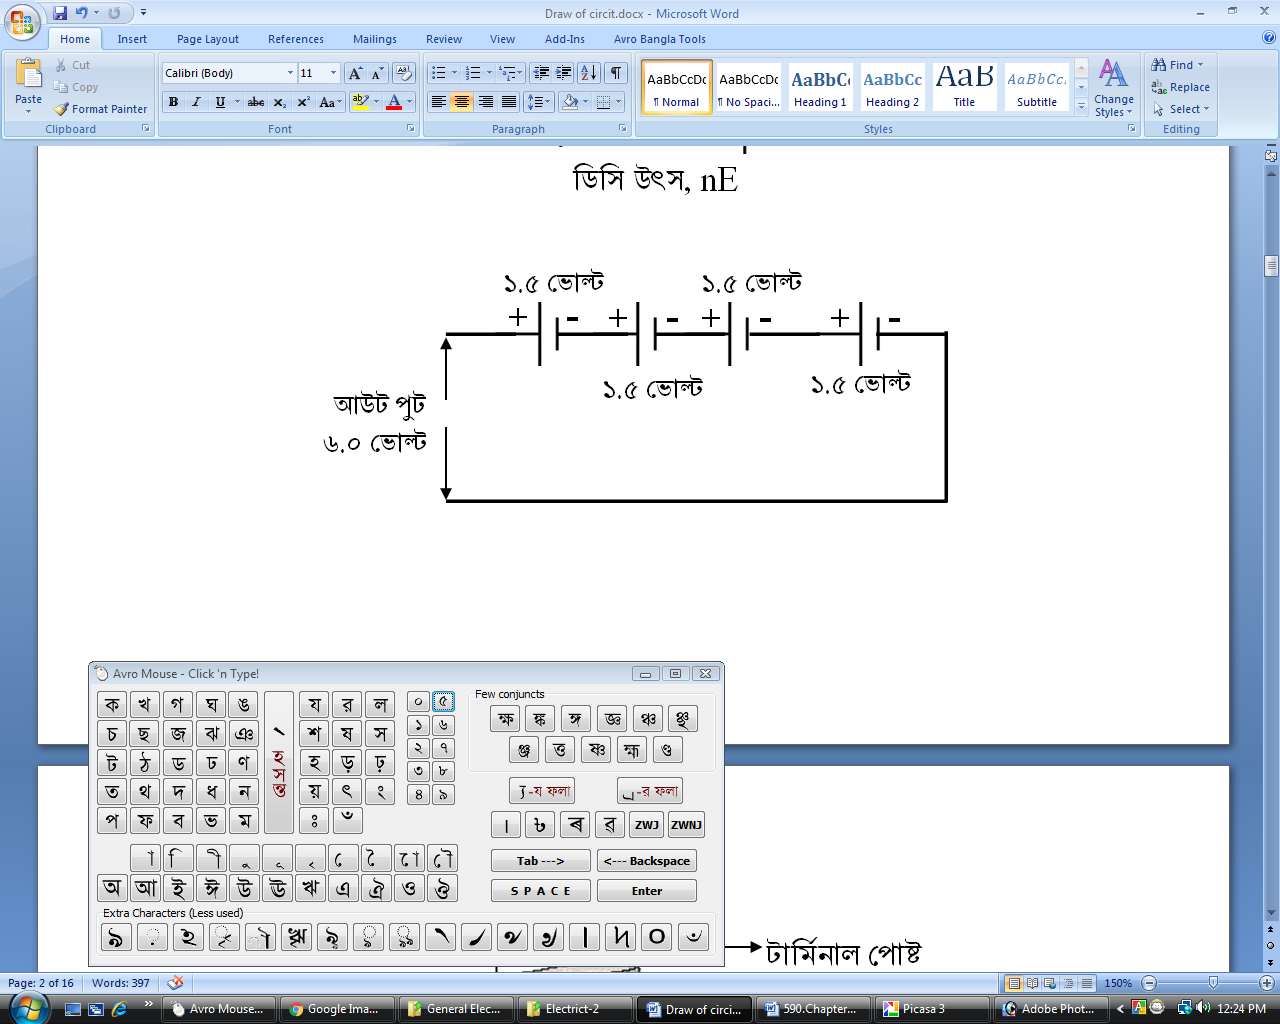 Draw of circit.docx - Microsoft Word
Home Insert Page Layout References Mailings Review View Add-Ins Avro Bangla Tools
Paste Cut Copy Format Painter
Calibri (Body) 11
AaBbCcDc AaBbCcDc AaBbC AaBbCc AaB AaBbCc.
¶ Normal ¶ No Spaci... Heading 1 Heading 2 Title Subtitle
Change Styles Find Replace Select
Clipboard Font Paragraph Styles Editing
ডিসি উৎস, nE
১.৫ ভোল্ট ১.৫ ভোল্ট
+ - + - + - + -
১.৫ ভোল্ট ১.৫ ভোল্ট
আউট পুট
৬.০ ভোল্ট
Avro Mouse - Click 'n Type!
Few conjuncts
ক খ গ ঘ ঙ য র ল ০ ৫
চ ছ জ ঝ ঞ শ ষ স ১ ৬
ট ঠ ড ঢ ণ হ ড় ঢ় ২ ৭
ত থ দ ধ ন য় ৎ ং ৩ ৮
প ফ ব ভ ম ঃ ঁ ৪ ৯
হসন্ত
ক্ষ ঙ্ক ঙ্গ জ্ঞ ঞ্চ ঞ্ছ
ঞ্জ ত্ত ষ্ণ হ্ম ণ্ড
-য ফলা -র ফলা
। ৳ ৰ ৱ ZWJ ZWNJ
া ি ী ু ূ ৃ ে ৈ ো ৌ
অ আ ই ঈ উ ঊ ঋ এ ঐ ও ঔ
Tab ---> <--- Backspace
S P A C E Enter
Extra Characters (Less used)
টার্মিনাল পোষ্ট
Page: 2 of 16 Words: 397 150%
Avro Mouse... Google Ima... General Elec... Electrict-2 Draw of circi... 590.Chapter... Picasa 3 Adobe Phot... 12:24 PM